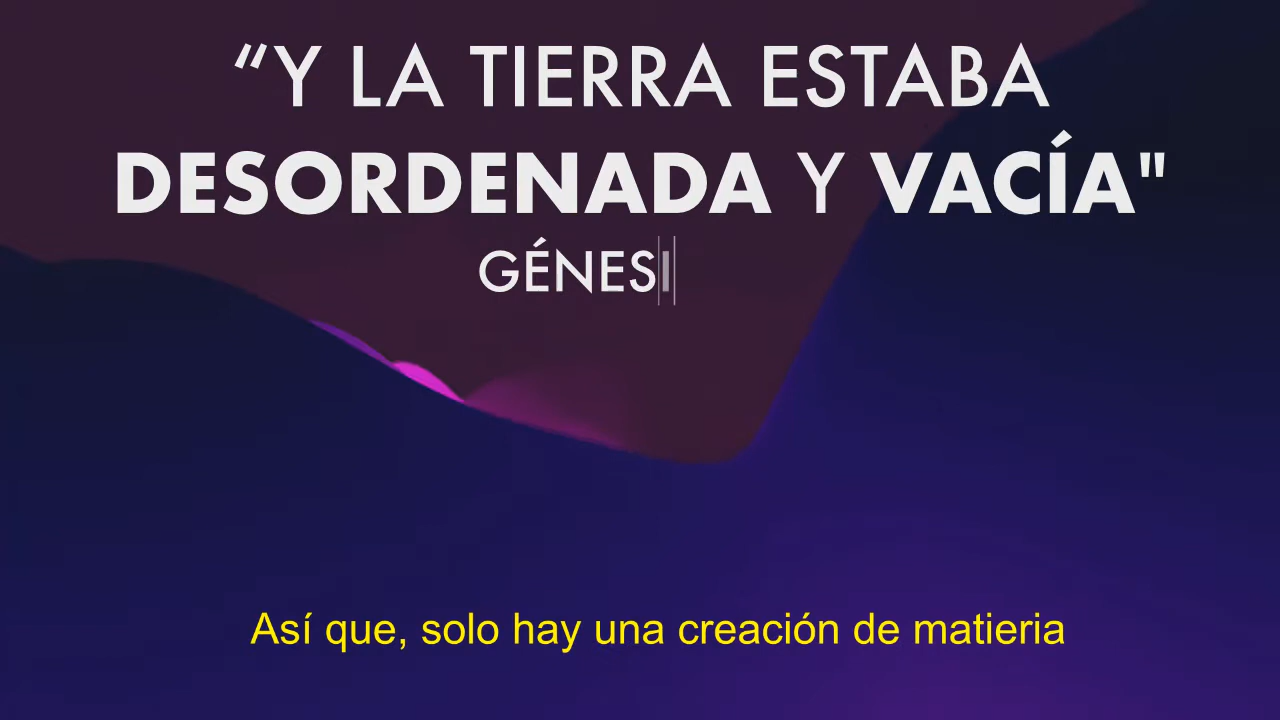 “Y LA TIERRA ESTABA
DESORDENADA Y VACÍA"
GÉNESI
Así que, solo hay una creación de matieria